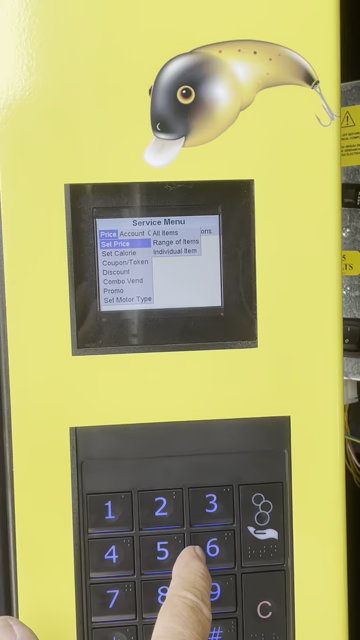 Service Menu
Price Account C All Items ons
Set Price Range of Items
Set Calorie Individual Item
Coupon/Token
Discount
Combo Vend
Promo
Set Motor Type
1 2 3
4 5 6
7 8 9
C
#